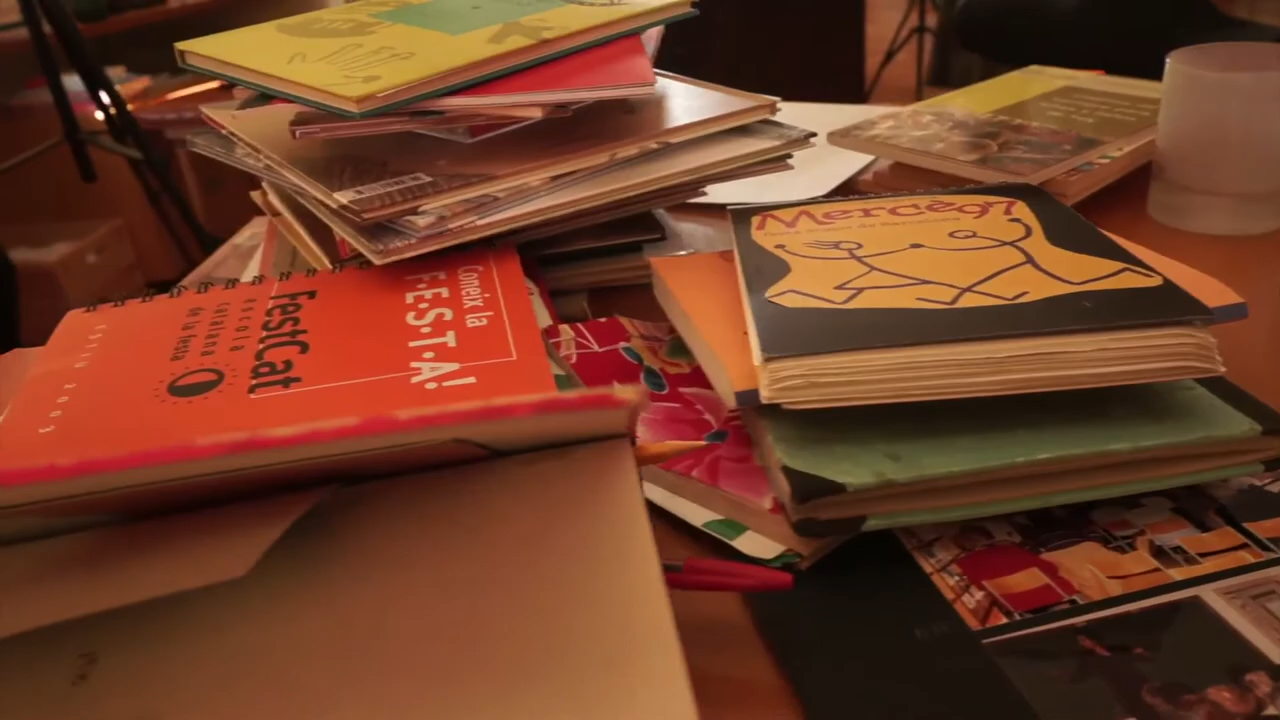 Mercè97
Coneix la
F·E·S·T·A!
FestCat
escola
catalana
de la festa
ESTIU 2003